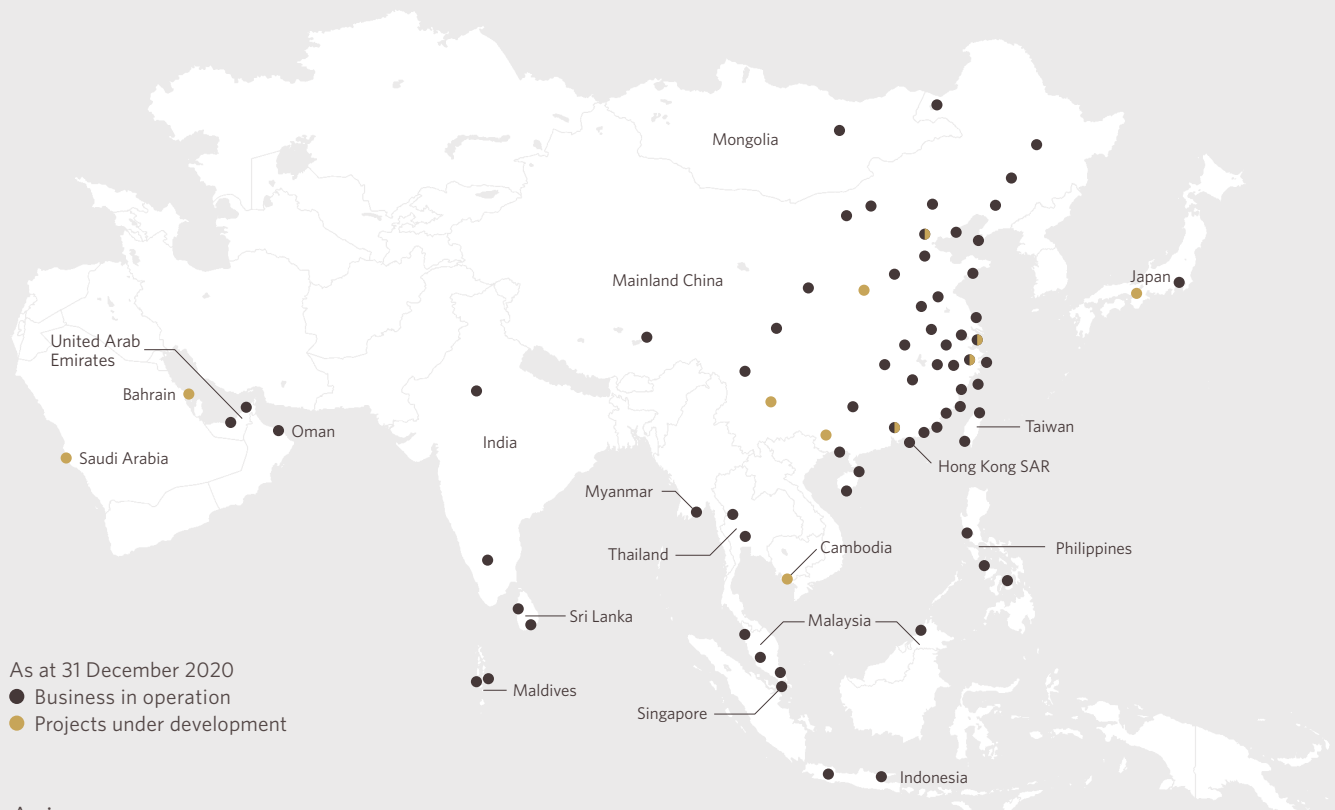 Mongolia
Mainland China
Japan
United Arab
Emirates
Bahrain
Oman
India
Taiwan
Saudi Arabia
Hong Kong SAR
Myanmar
Thailand
Cambodia
Philippines
Sri Lanka
Malaysia
As at 31 December 2020
Business in operation
Maldives
Singapore
Projects under development
Indonesia